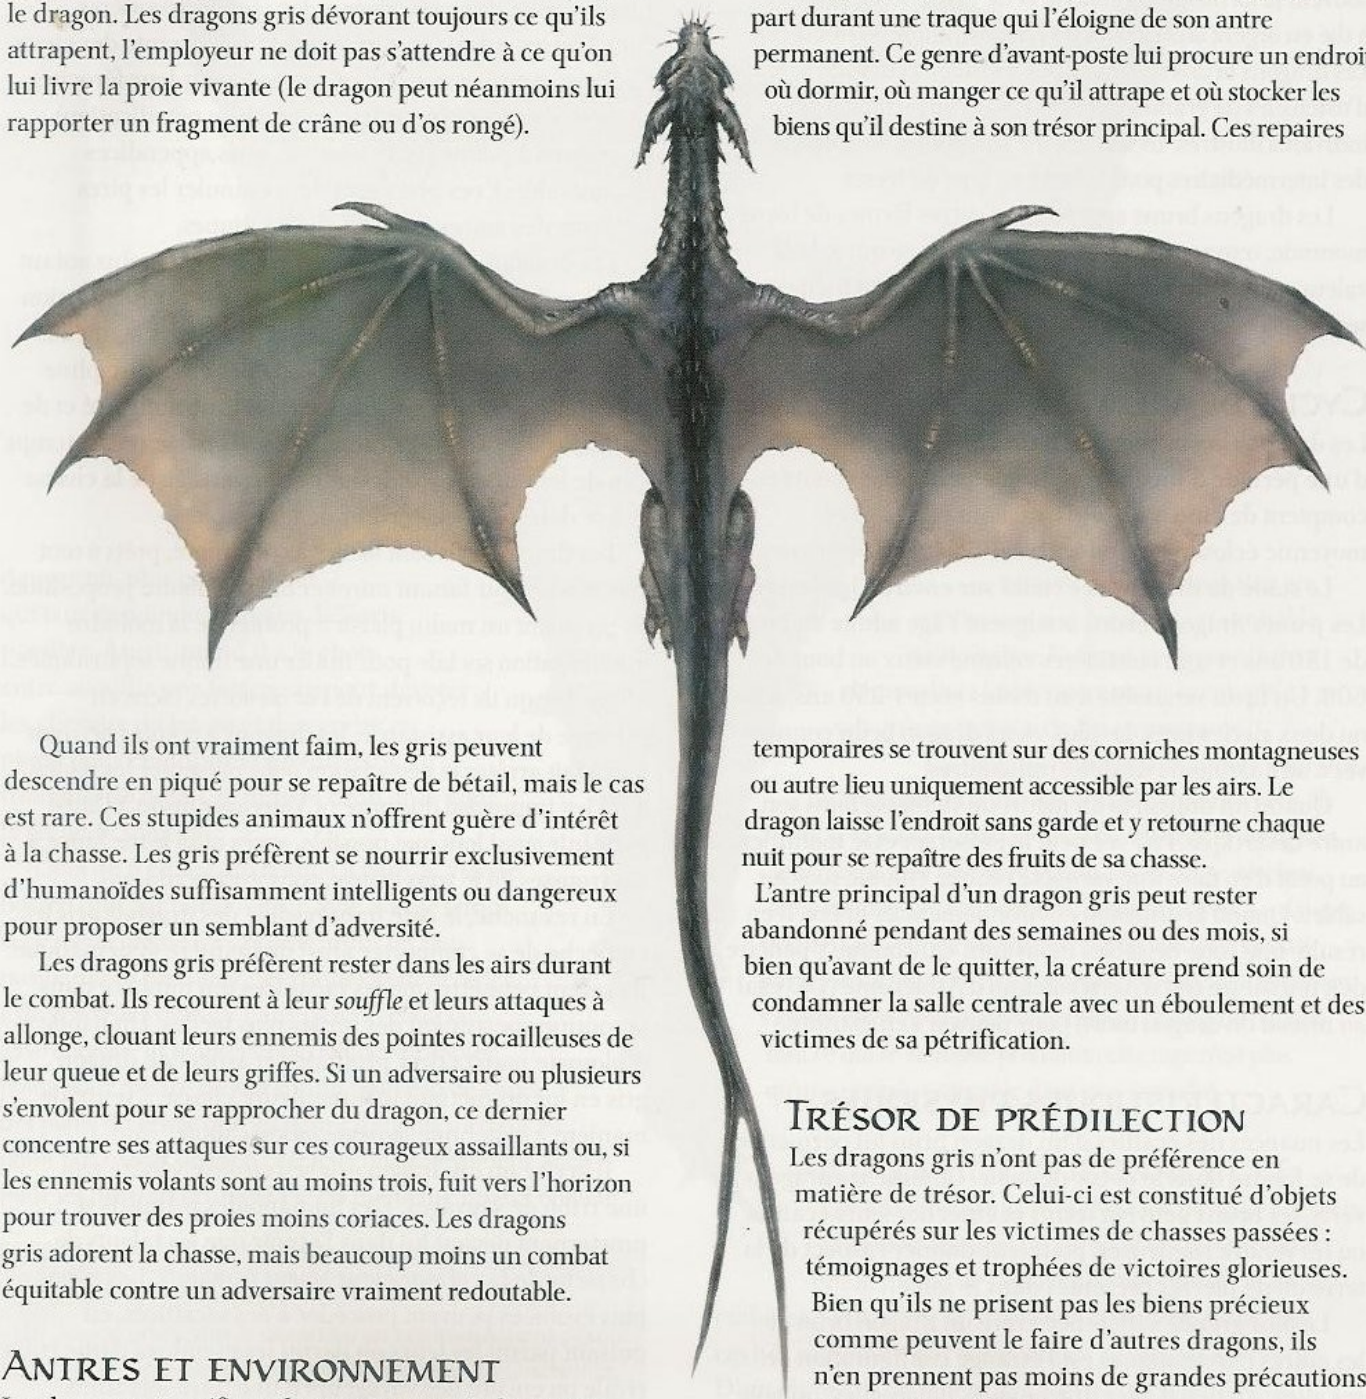 le dragon. Les dragons gris dévorant toujours ce qu'ils
attrapent, l'employeur ne doit pas s'attendre à ce qu'on
lui livre la proie vivante (le dragon peut néanmoins lui
rapporter un fragment de crâne ou d'os rongé).
Quand ils ont vraiment faim, les gris peuvent
descendre en piqué pour se repaître de bétail, mais le cas
est rare. Ces stupides animaux n'offrent guère d'intérêt
à la chasse. Les gris préfèrent se nourrir exclusivement
d'humanoïdes suffisamment intelligents ou dangereux
pour proposer un semblant d'adversité.
Les dragons gris préfèrent rester dans les airs durant
le combat. Ils recourent à leur souffle et leurs attaques à
allonge, clouant leurs ennemis des pointes rocailleuses de
leur queue et de leurs griffes. Si un adversaire ou plusieurs
s'envolent pour se rapprocher du dragon, ce dernier
concentre ses attaques sur ces courageux assaillants ou, si
les ennemis volants sont au moins trois, fuit vers l'horizon
pour trouver des proies moins coriaces. Les dragons
gris adorent la chasse, mais beaucoup moins un combat
équitable contre un adversaire vraiment redoutable.
ANTRES ET ENVIRONNEMENT
part durant une traque qui l'éloigne de son antre
permanent. Ce genre d'avant-poste lui procure un endroi
où dormir, où manger ce qu'il attrape et où stocker les
biens qu'il destine à son trésor principal. Ces repaires
temporaires se trouvent sur des corniches montagneuses
ou autre lieu uniquement accessible par les airs. Le
dragon laisse l'endroit sans garde et y retourne chaque
nuit pour se repaître des fruits de sa chasse.
L'antre principal d'un dragon gris peut rester
abandonné pendant des semaines ou des mois, si
bien qu'avant de le quitter, la créature prend soin de
condamner la salle centrale avec un éboulement et des
victimes de sa pétrification.
TRÉSOR DE PRÉDILECTION
Les dragons gris n'ont pas de préférence en
matière de trésor. Celui-ci est constitué d'objets
récupérés sur les victimes de chasses passées :
témoignages et trophées de victoires glorieuses.
Bien qu'ils ne prisent pas les biens précieux
comme peuvent le faire d'autres dragons, ils
n'en prennent pas moins de grandes précautions